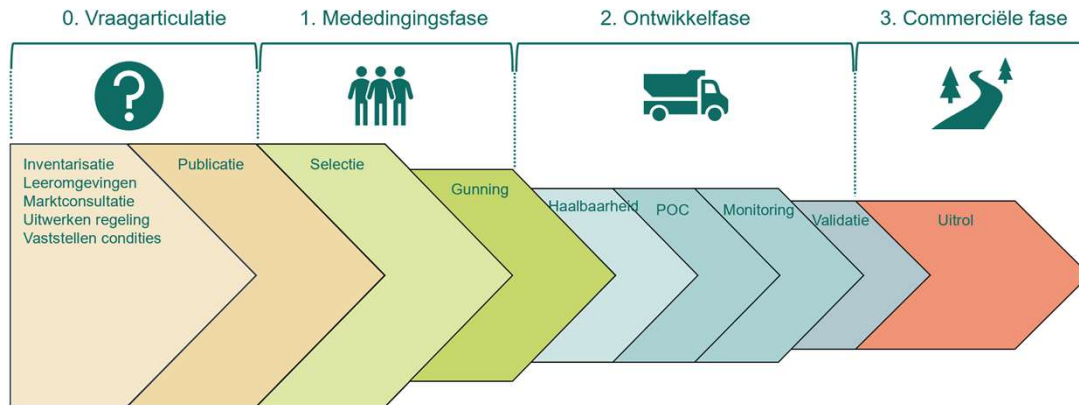 0. Vraagarticulatie
1. Mededingingsfase
2. Ontwikkelfase
3. Commerciële fase
?
Inventarisatie
Leeromgevingen
Marktconsultatie
Uitwerken regeling
Vaststellen condities
Publicatie
Selectie
Gunning
Haalbaarheid
POC
Monitoring
Validatie
Uitrol